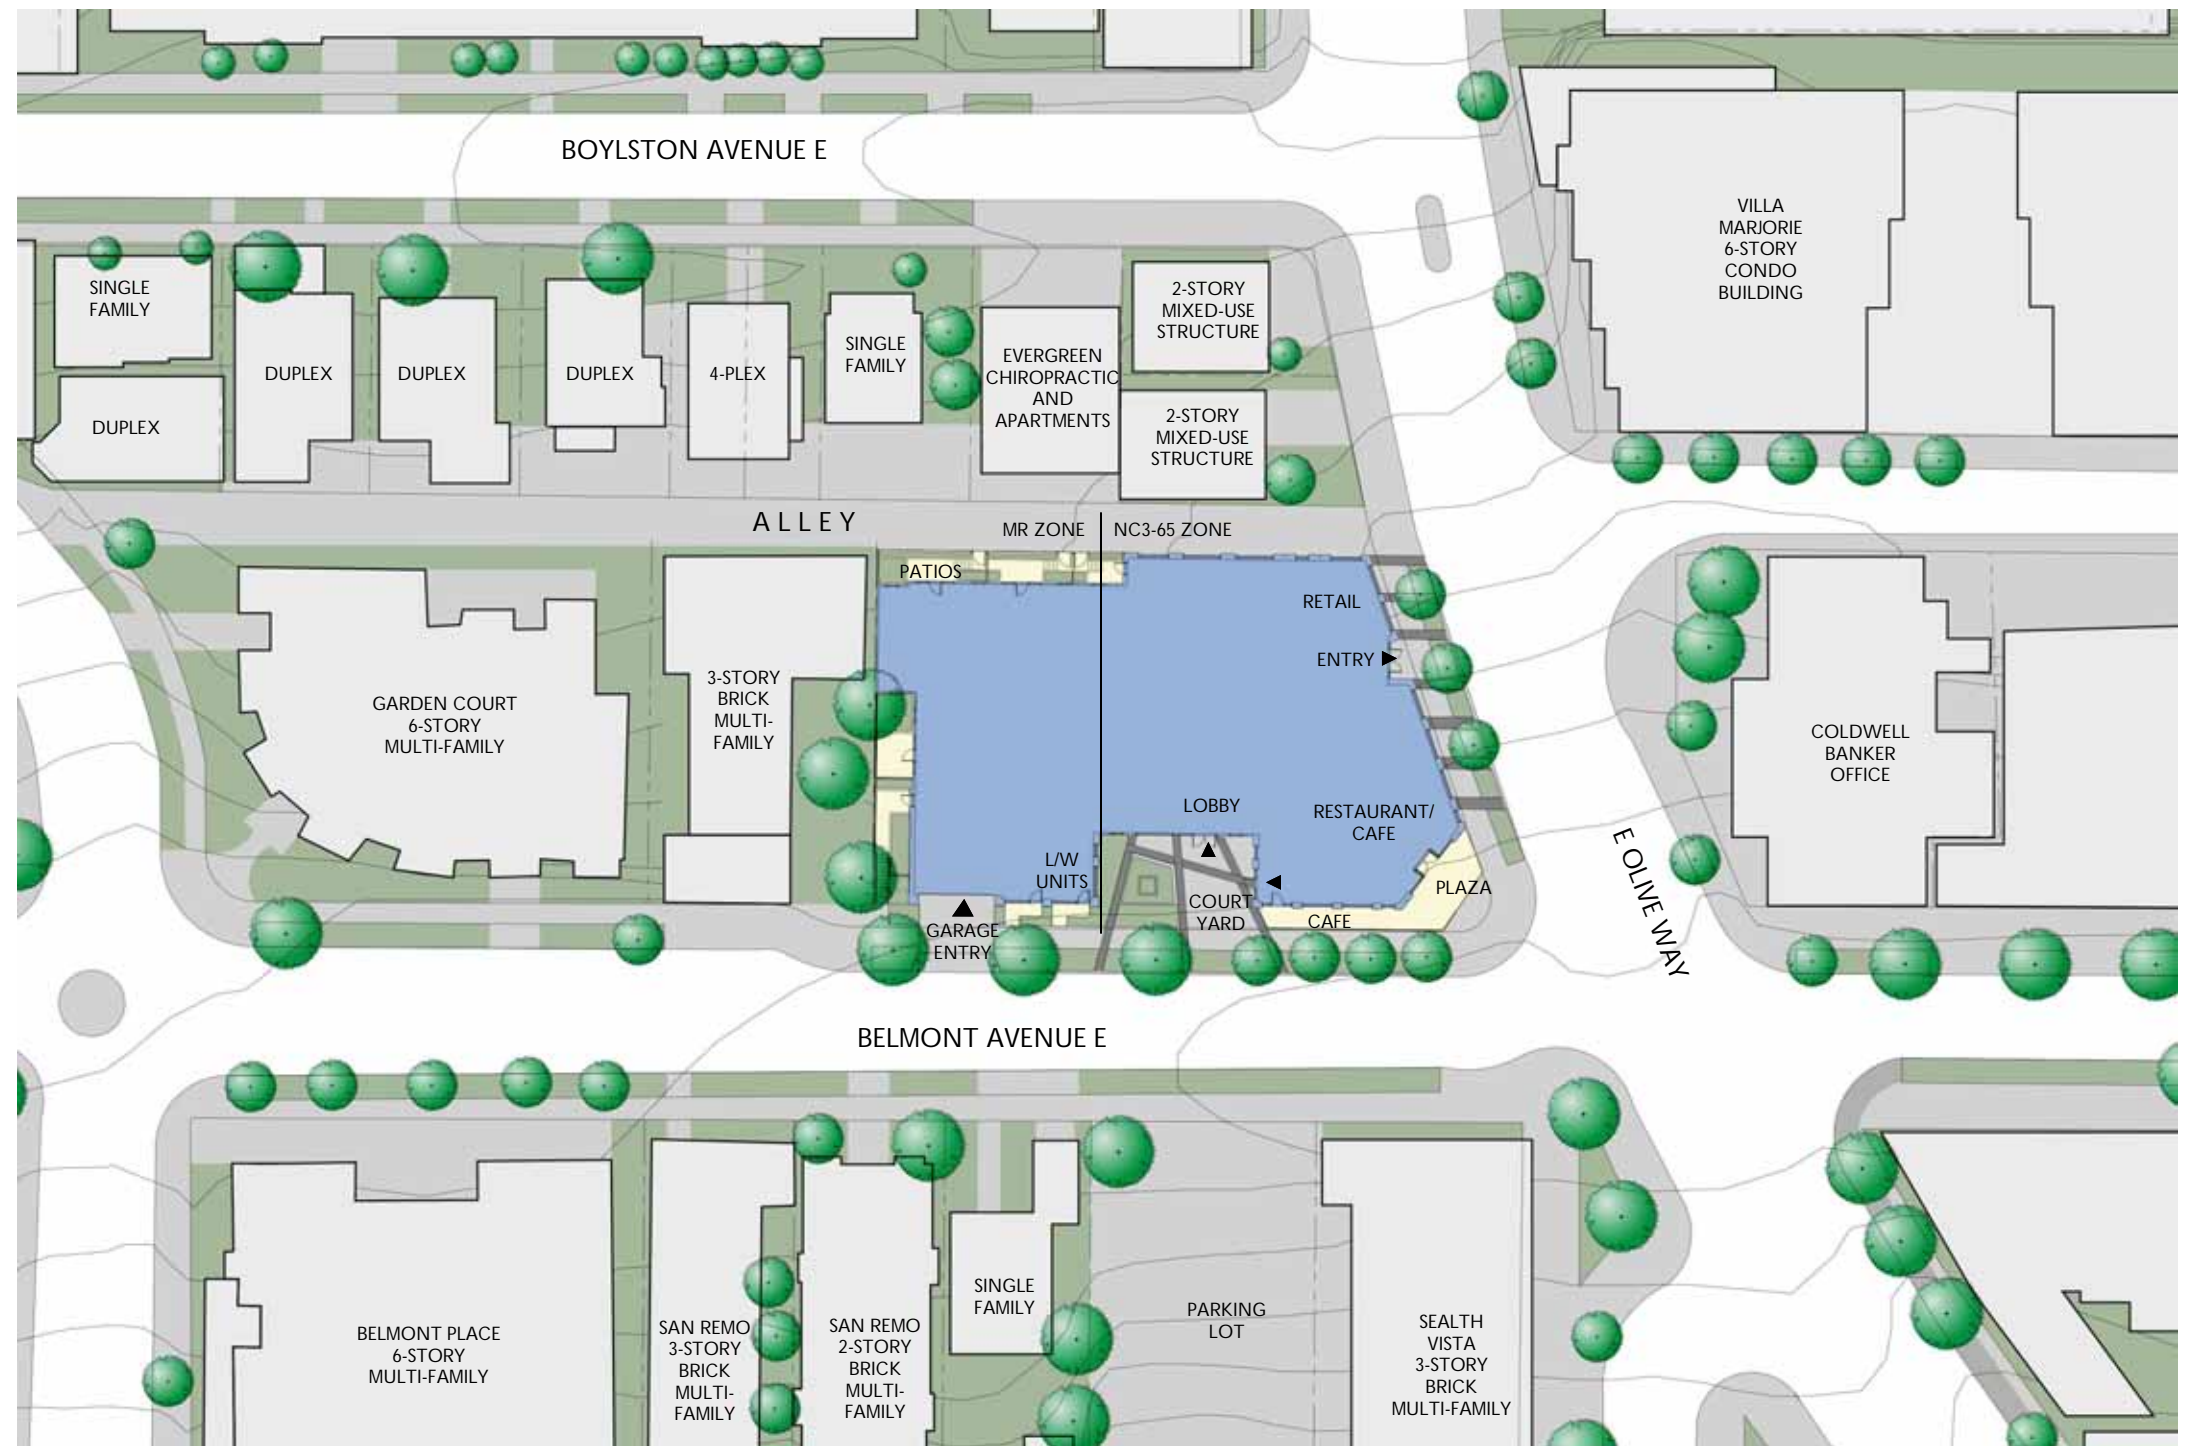 BOYLSTON AVENUE E
VILLA
MARJORIE
6-STORY
CONDO
BUILDING
SINGLE
FAMILY
DUPLEX
DUPLEX
DUPLEX
DUPLEX
4-PLEX
SINGLE
FAMILY
EVERGREEN
CHIROPRACTIC
AND
APARTMENTS
2-STORY
MIXED-USE
STRUCTURE
2-STORY
MIXED-USE
STRUCTURE
ALLEY
MR ZONE
NC3-65 ZONE
PATIOS
RETAIL
ENTRY
GARDEN COURT
6-STORY
MULTI-FAMILY
3-STORY
BRICK
MULTI-
FAMILY
LOBBY
RESTAURANT/
CAFE
L/W
UNITS
COURT
YARD
PLAZA
CAFE
GARAGE
ENTRY
COLDWELL
BANKER
OFFICE
E OLIVE WAY
BELMONT AVENUE E
BELMONT PLACE
6-STORY
MULTI-FAMILY
SAN REMO
3-STORY
BRICK
MULTI-
FAMILY
SAN REMO
2-STORY
BRICK
MULTI-
FAMILY
SINGLE
FAMILY
PARKING
LOT
SEALTH
VISTA
3-STORY
BRICK
MULTI-FAMILY